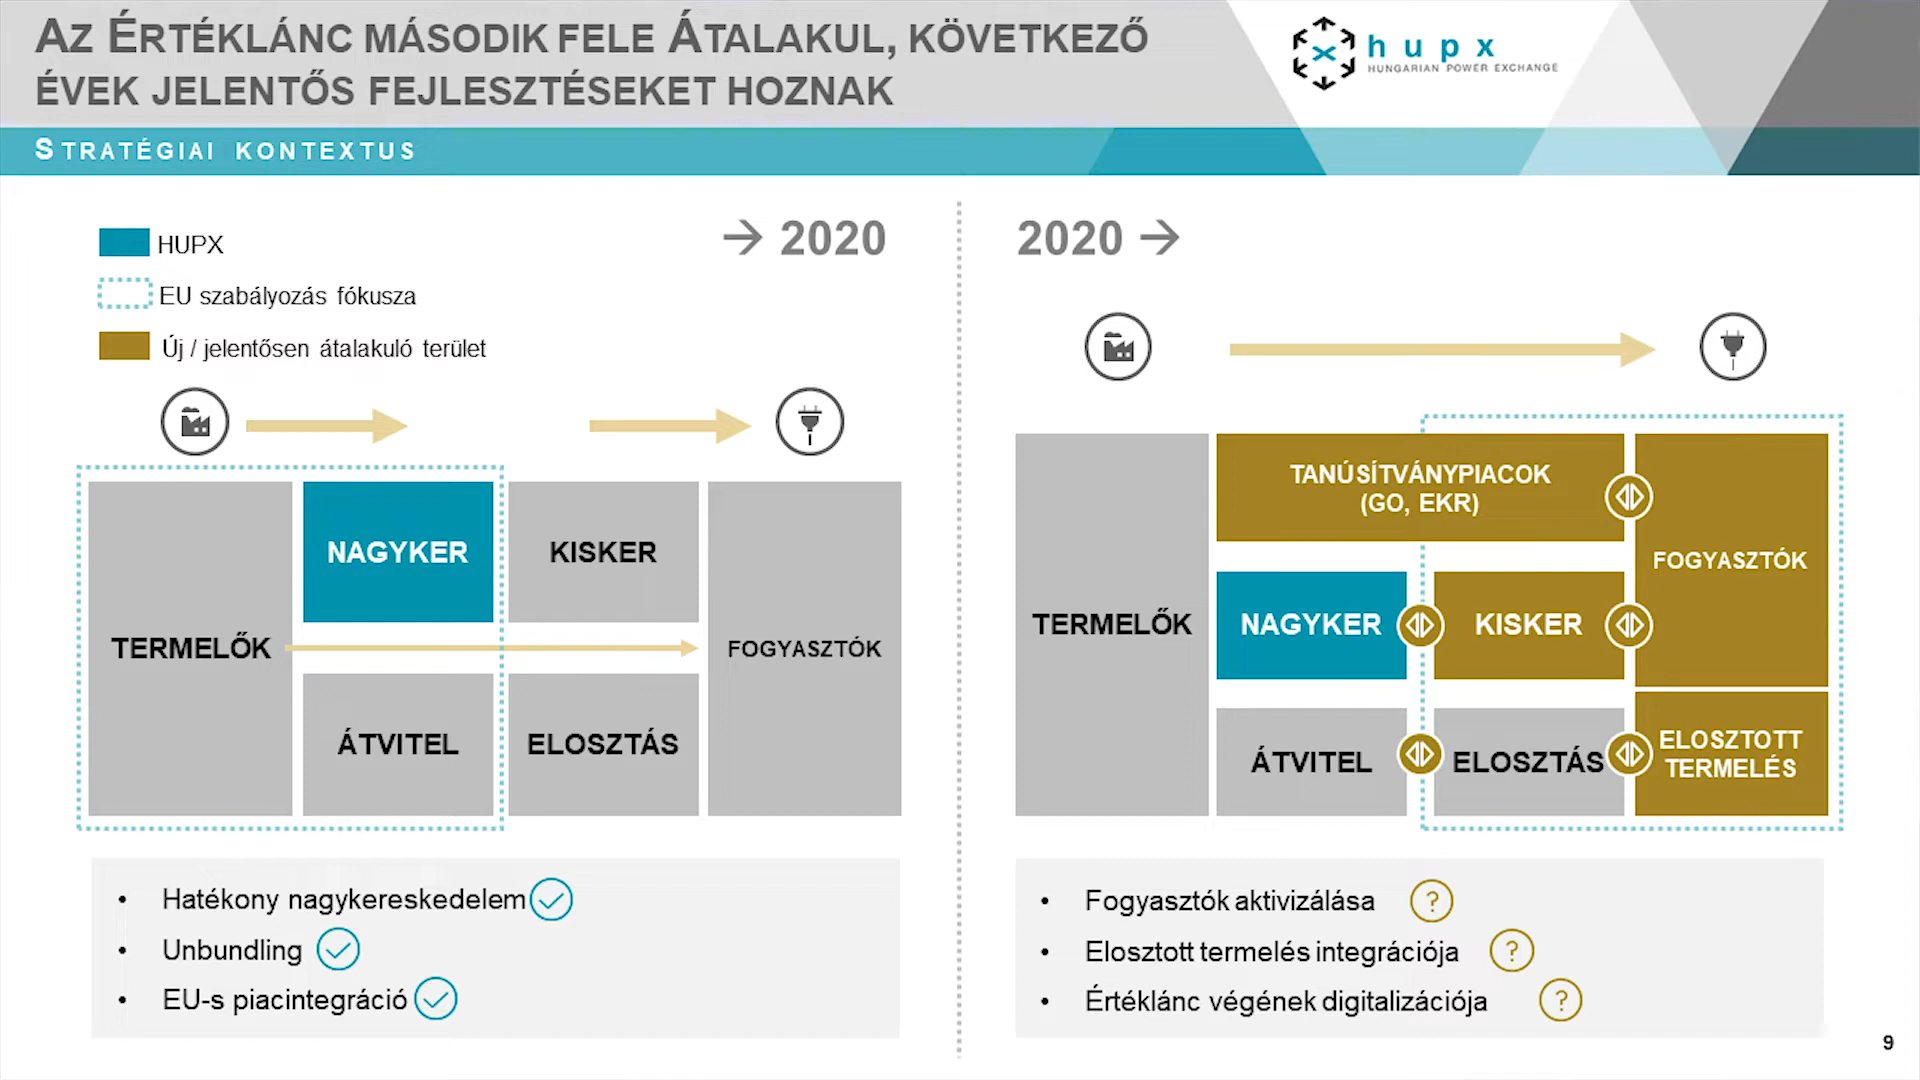 AZ ÉRTÉKLÁNC MÁSODIK FELE ÁTALAKUL, KÖVETKEZŐ
ÉVEK JELENTŐS FEJLESZTÉSEKET HOZNAK
hupx
HUNGARIAN POWER EXCHANGE
STRATÉGIAI KONTEXTUS
HUPX
EU szabályozás fókusza
Új / jelentősen átalakuló terület
→ 2020
TERMELŐK
NAGYKER
KISKER
ÁTVITEL
ELOSZTÁS
FOGYASZTÓK
• Hatékony nagykereskedelem
• Unbundling
• EU-s piacintegráció
2020 →
TERMELŐK
TANÚSÍTVÁNYPIACOK
(GO, EKR)
NAGYKER
KISKER
FOGYASZTÓK
ÁTVITEL
ELOSZTÁS
ELOSZTOTT
TERMELÉS
• Fogyasztók aktivizálása ?
• Elosztott termelés integrációja ?
• Értéklánc végének digitalizációja ?
9